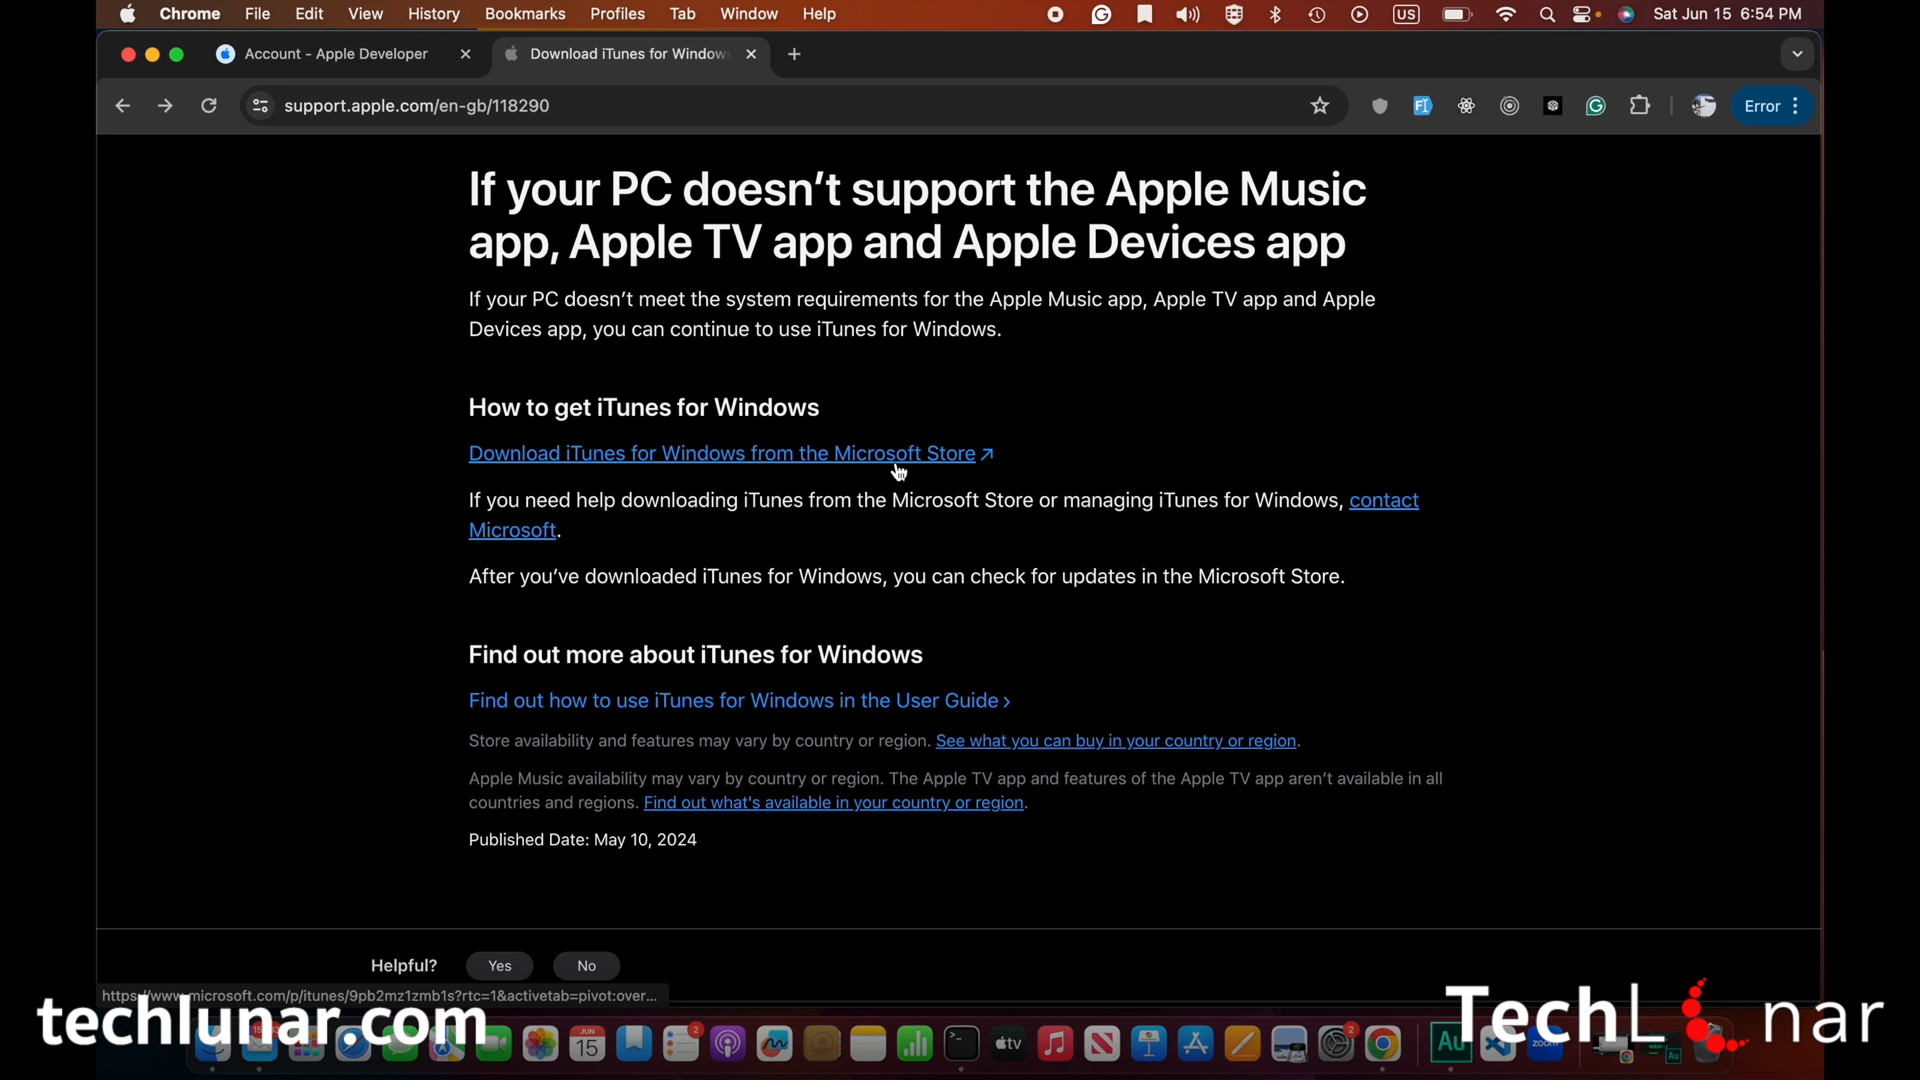 Chrome File Edit View History Bookmarks Profiles Tab Window Help US Sat Jun 15 6:54 PM
Account - Apple Developer Download iTunes for Window
support.apple.com/en-gb/118290 Error
If your PC doesn't support the Apple Music
app, Apple TV app and Apple Devices app
If your PC doesn't meet the system requirements for the Apple Music app, Apple TV app and Apple
Devices app, you can continue to use iTunes for Windows.
How to get iTunes for Windows
Download iTunes for Windows from the Microsoft Store
If you need help downloading iTunes from the Microsoft Store or managing iTunes for Windows, contact
Microsoft.
After you've downloaded iTunes for Windows, you can check for updates in the Microsoft Store.
Find out more about iTunes for Windows
Find out how to use iTunes for Windows in the User Guide
Store availability and features may vary by country or region. See what you can buy in your country or region.
Apple Music availability may vary by country or region. The Apple TV app and features of the Apple TV app aren't available in all
countries and regions. Find out what's available in your country or region.
Published Date: May 10, 2024
Helpful? Yes No
https://www.microsoft.com/p/itunes/9pb2mz1zmb1s?rtc=1&activetab=pivot:over...
techlunar.com
TechL nar
JUN
15
2
tv
2
Au
zoom
Au